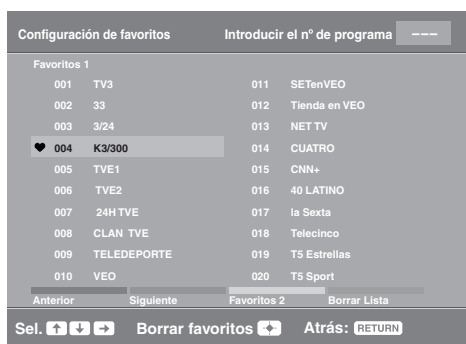 Configuración de favoritos Introducir el nº de programa ---
Favoritos 1
001 TV3 011 SETenVEO
002 33 012 Tienda en VEO
003 3/24 013 NET TV
004 K3/300 014 CUATRO
005 TVE1 015 CNN+
006 TVE2 016 40 LATINO
007 24H TVE 017 la Sexta
008 CLAN TVE 018 Telecinco
009 TELEDEPORTE 019 T5 Estrellas
010 VEO 020 T5 Sport
Anterior Siguiente Favoritos 2 Borrar Lista
Sel. ↑ ↓ → Borrar favoritos Atrás: RETURN